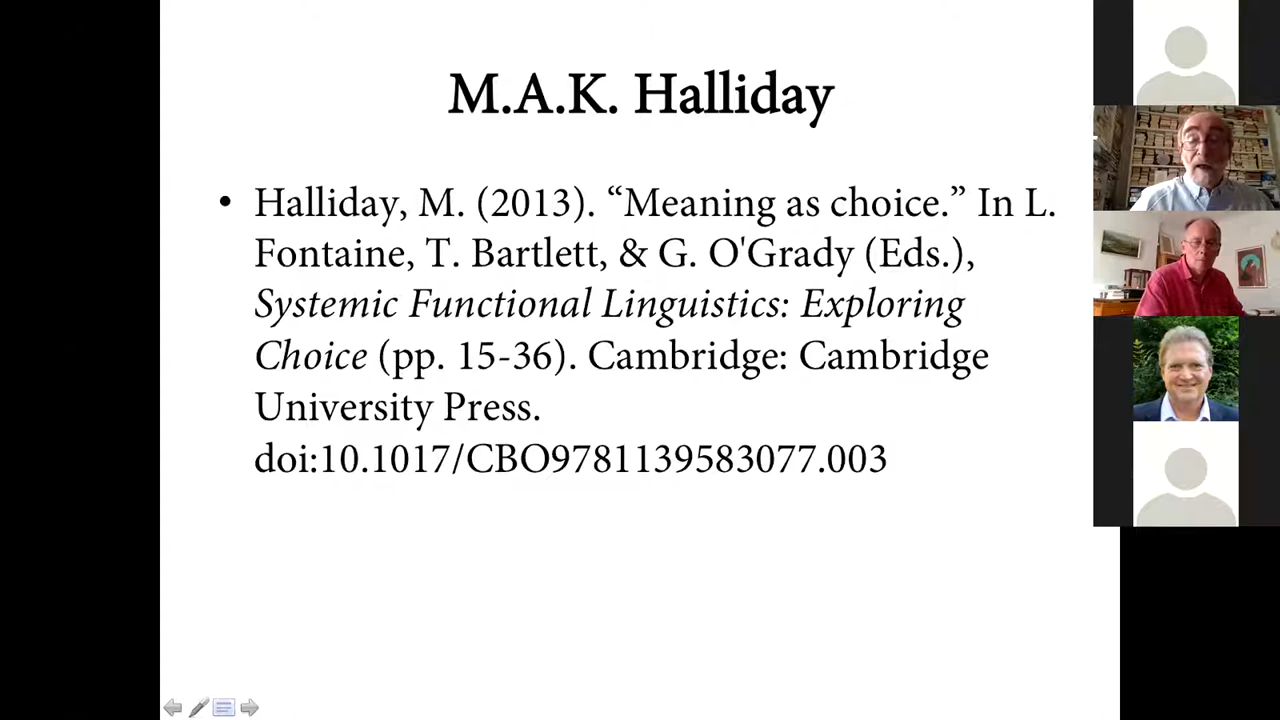 M.A.K. Halliday
• Halliday, M. (2013). “Meaning as choice.” In L.
Fontaine, T. Bartlett, & G. O'Grady (Eds.),
Systemic Functional Linguistics: Exploring
Choice (pp. 15-36). Cambridge: Cambridge
University Press.
doi:10.1017/CBO9781139583077.003